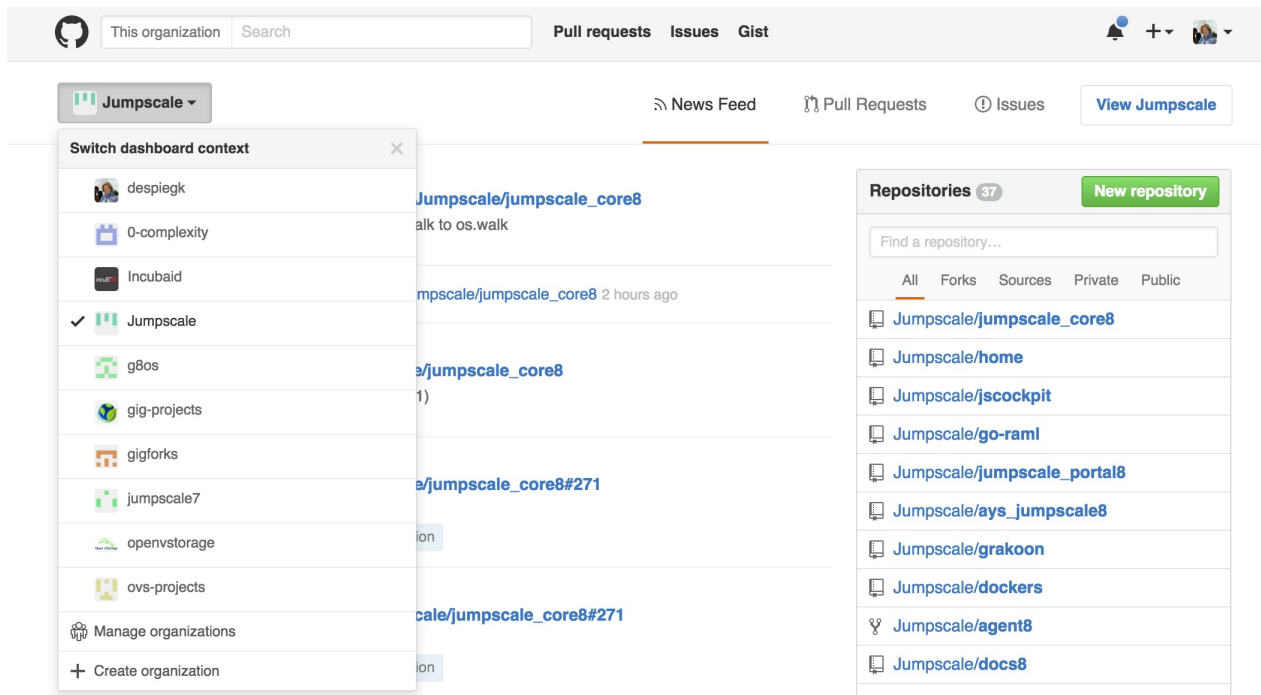 This organization Search Pull requests Issues Gist
Jumpscale News Feed Pull Requests Issues View Jumpscale
Switch dashboard context
despiegk
0-complexity
Incubaid
Jumpscale
g8os
gig-projects
gigforks
jumpscale7
openvstorage
ovs-projects
Manage organizations
Create organization
Jumpscale/jumpscale_core8
alk to os.walk
mpscale/jumpscale_core8 2 hours ago
e/jumpscale_core8
1)
e/jumpscale_core8#271
ion
cale/jumpscale_core8#271
ion
Repositories 37 New repository
Find a repository…
All Forks Sources Private Public
Jumpscale/jumpscale_core8
Jumpscale/home
Jumpscale/jscockpit
Jumpscale/go-raml
Jumpscale/jumpscale_portal8
Jumpscale/ays_jumpscale8
Jumpscale/grakoon
Jumpscale/dockers
Jumpscale/agent8
Jumpscale/docs8